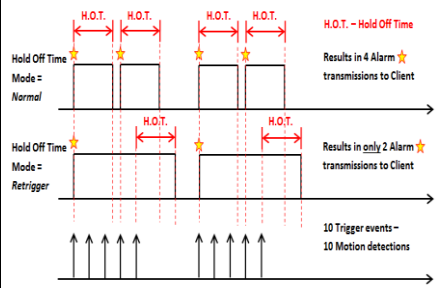 H.O.T. H.O.T. H.O.T. H.O.T. H.O.T. – Hold Off Time
Hold Off Time
Mode =
Normal
Results in 4 Alarm
transmissions to Client
H.O.T. H.O.T.
Hold Off Time
Mode =
Retrigger
Results in only 2 Alarm
transmissions to Client
10 Trigger events –
10 Motion detections